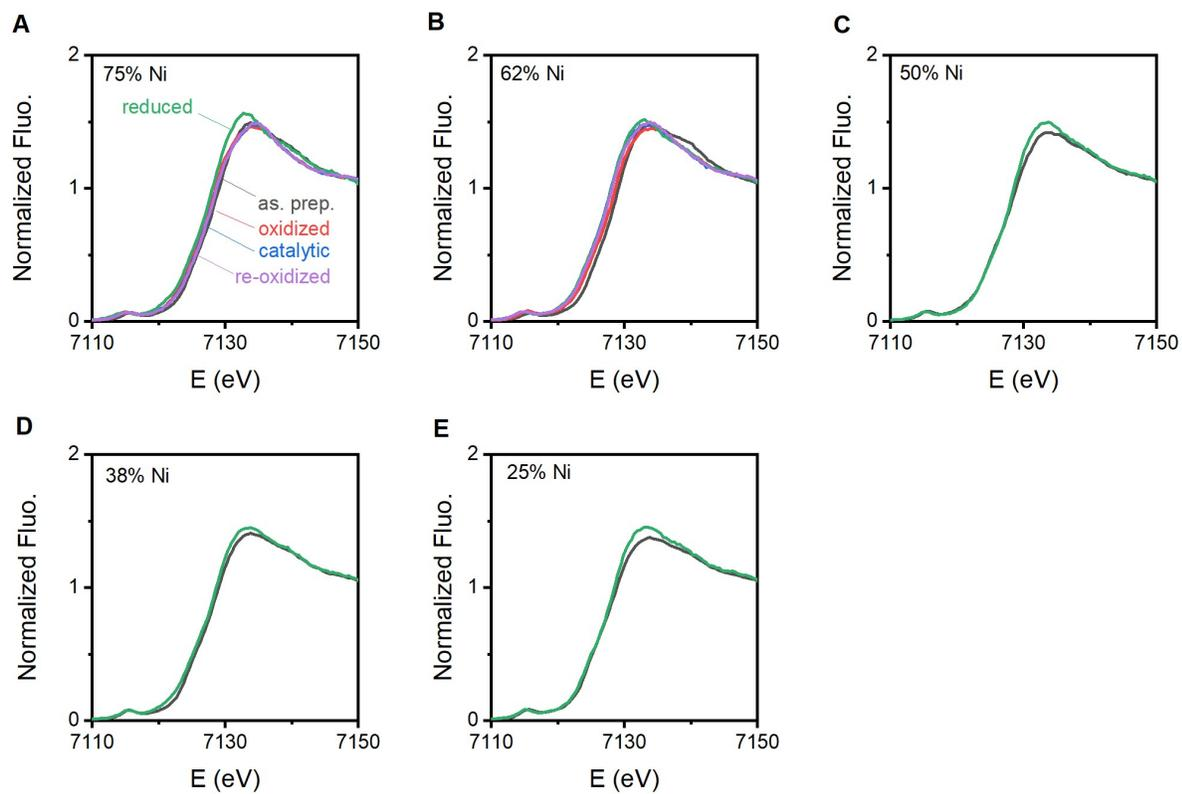 A
75% Ni
reduced
as. prep.
oxidized
catalytic
re-oxidized
Normalized Fluo.
2
1
0
7110
7130
7150
E (eV)
B
62% Ni
Normalized Fluo.
2
1
0
7110
7130
7150
E (eV)
C
50% Ni
Normalized Fluo.
2
1
0
7110
7130
7150
E (eV)
D
38% Ni
Normalized Fluo.
2
1
0
7110
7130
7150
E (eV)
E
25% Ni
Normalized Fluo.
2
1
0
7110
7130
7150
E (eV)